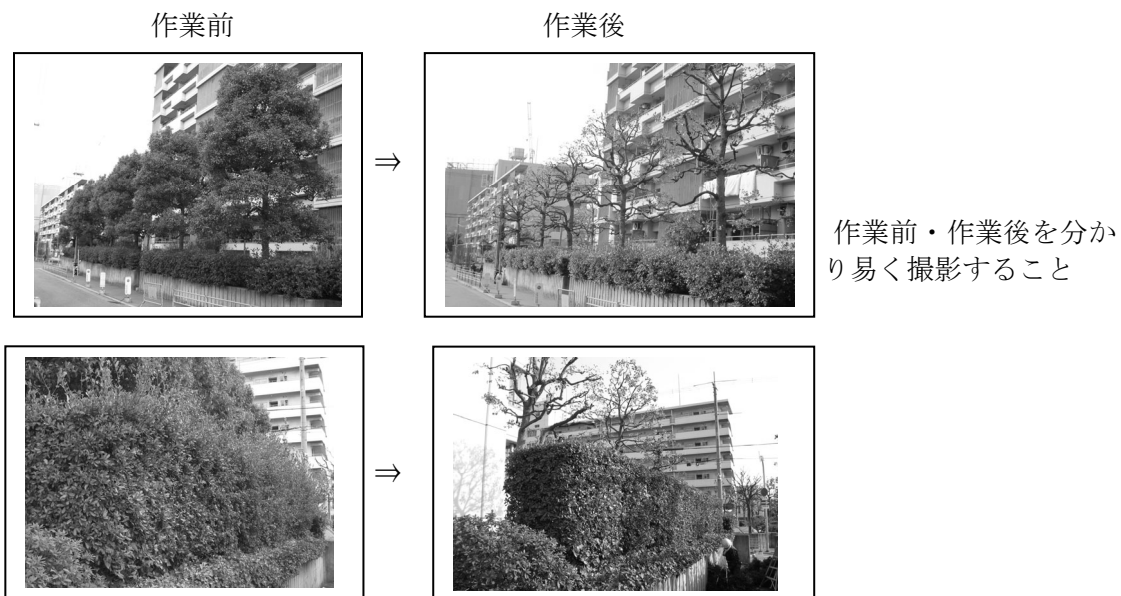 作業前
作業後
⇒
作業前・作業後を分か
り易く撮影すること
⇒